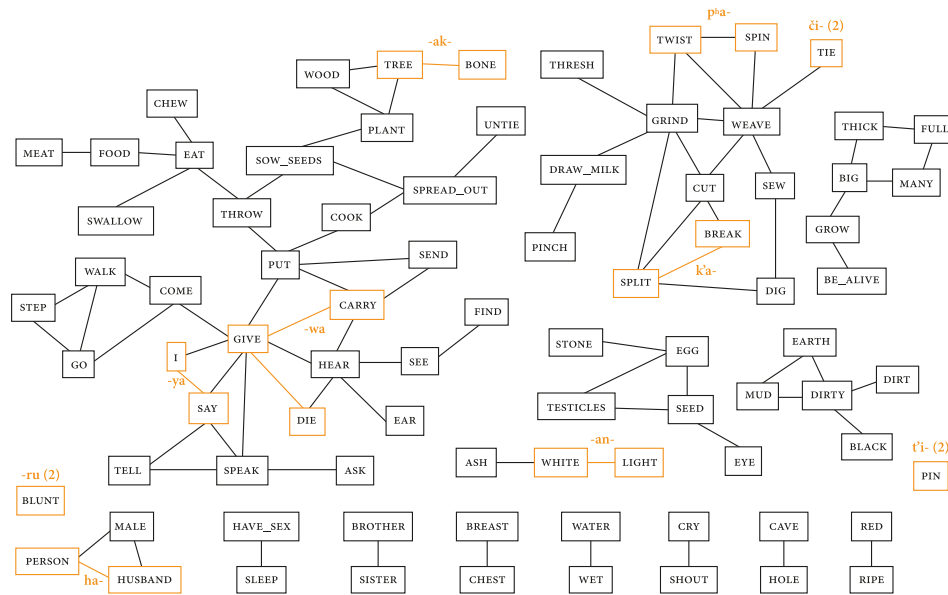 pʰa-
či- (2)
TWIST
SPIN
TIE
-ak-
WOOD
TREE
BONE
THRESH
CHEW
PLANT
UNTIE
GRIND
WEAVE
THICK
FULL
MEAT
FOOD
EAT
SOW_SEEDS
SPREAD_OUT
DRAW_MILK
CUT
SEW
BIG
MANY
SWALLOW
THROW
COOK
BREAK
GROW
PINCH
PUT
SEND
k'a-
WALK
COME
CARRY
SPLIT
DIG
BE_ALIVE
STEP
-wa
FIND
GO
I
GIVE
HEAR
SEE
STONE
EGG
EARTH
-ya
SAY
DIE
EAR
TESTICLES
SEED
MUD
DIRTY
DIRT
-an-
BLACK
t'i- (2)
TELL
SPEAK
ASK
ASH
WHITE
LIGHT
EYE
PIN
-ru (2)
BLUNT
MALE
HAVE_SEX
BROTHER
BREAST
WATER
CRY
CAVE
RED
PERSON
ha-
HUSBAND
SLEEP
SISTER
CHEST
WET
SHOUT
HOLE
RIPE